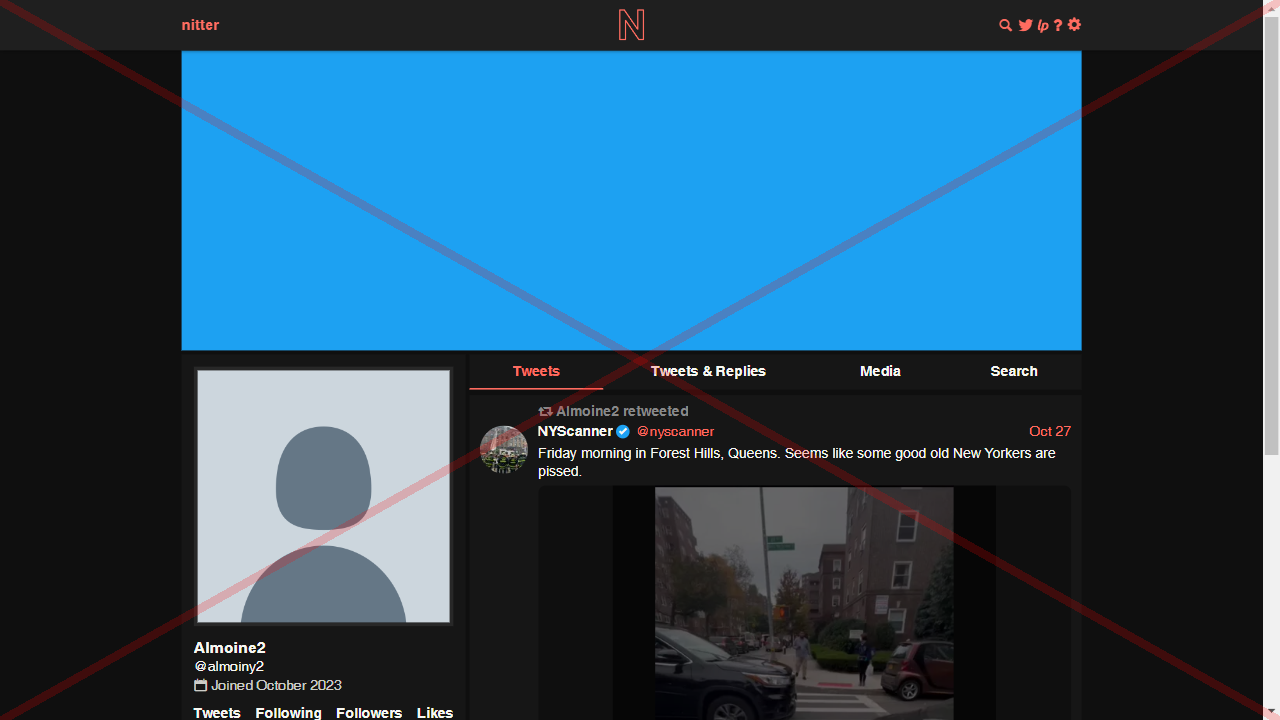 nitter
N
lp ?
Tweets
Tweets & Replies
Media
Search
Almoine2 retweeted
NYScanner @nyscanner Oct 27
Friday morning in Forest Hills, Queens. Seems like some good old New Yorkers are
pissed.
Almoine2
@almoiny2
Joined October 2023
Tweets Following Followers Likes